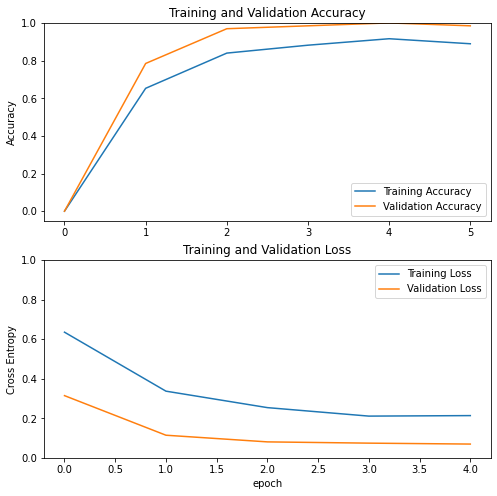 Training and Validation Accuracy
Accuracy
1.0
0.8
0.6
0.4
0.2
0.0
Training Accuracy
Validation Accuracy
0 1 2 3 4 5
Training and Validation Loss
Cross Entropy
1.0
0.8
0.6
0.4
0.2
0.0
Training Loss
Validation Loss
0.0 0.5 1.0 1.5 2.0 2.5 3.0 3.5 4.0
epoch